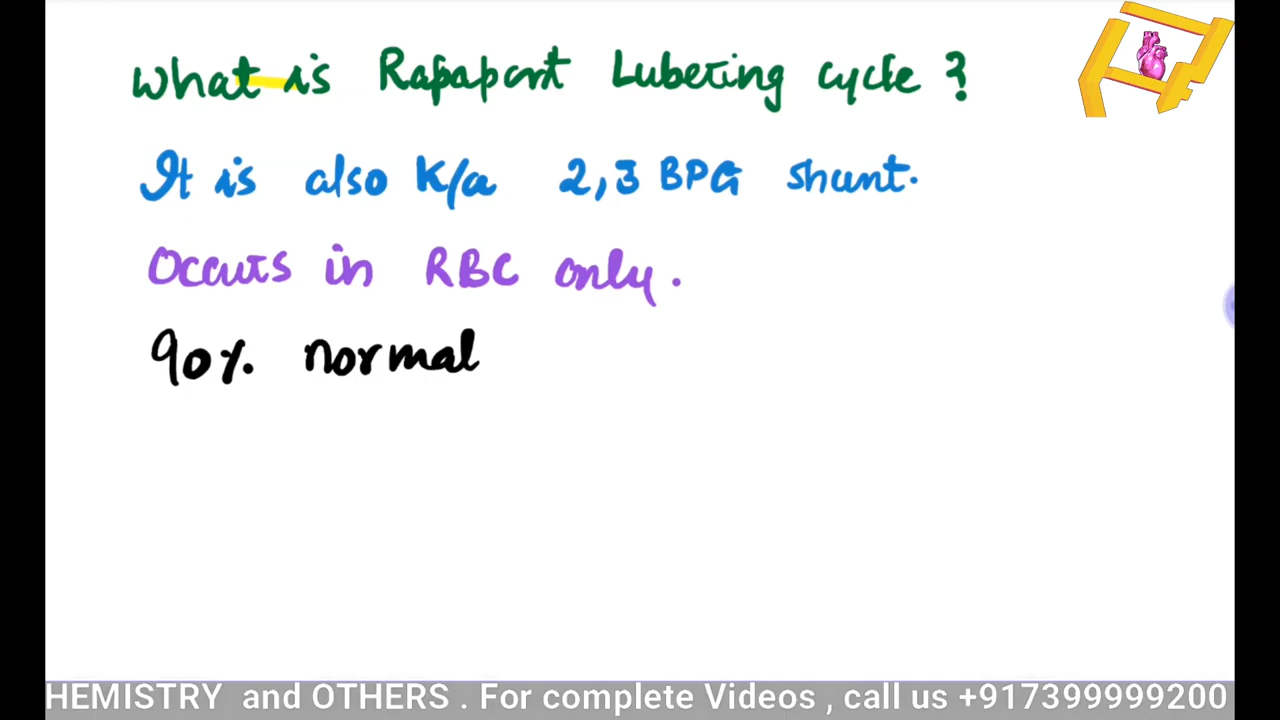 What is Rapaport Lubering cycle ?
It is also K/a 2,3 BPG shunt.
Occurs in RBC only.
90% normal
HEMISTRY and OTHERS . For complete Videos , call us +917399999200